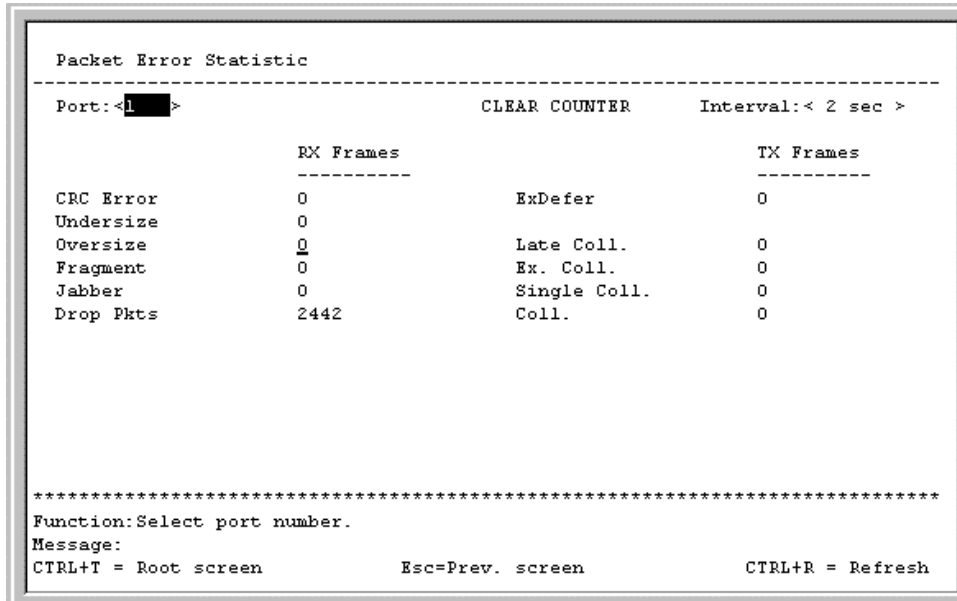 Packet Error Statistic
--------------------------------------------------------------------------------
Port:<1   > CLEAR COUNTER Interval:< 2 sec >
RX Frames TX Frames
---------- ----------
CRC Error 0 ExDefer 0
Undersize 0
Oversize 0 Late Coll. 0
Fragment 0 Ex. Coll. 0
Jabber 0 Single Coll. 0
Drop Pkts 2442 Coll. 0
********************************************************************************
Function:Select port number.
Message:
CTRL+T = Root screen Esc=Prev. screen CTRL+R = Refresh